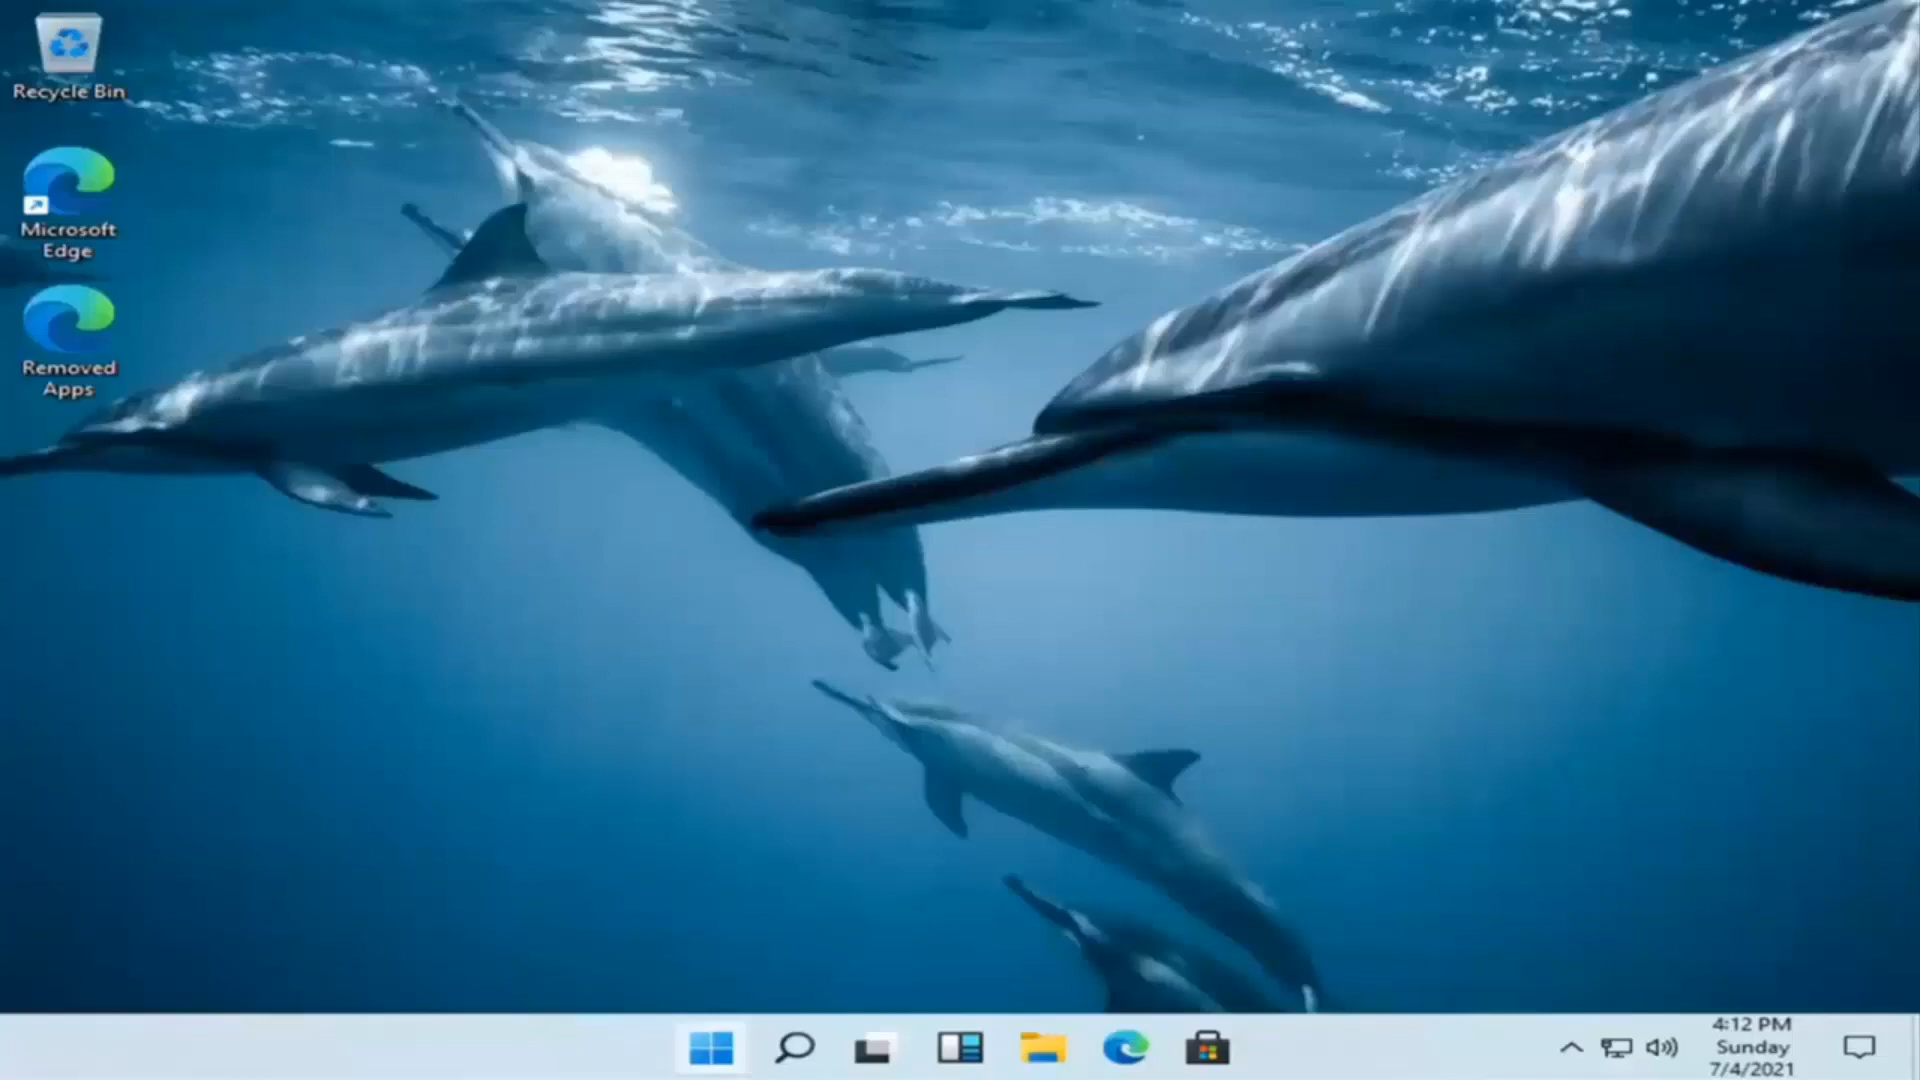 Recycle Bin
Microsoft
Edge
Removed
Apps
4:12 PM
Sunday
7/4/2021